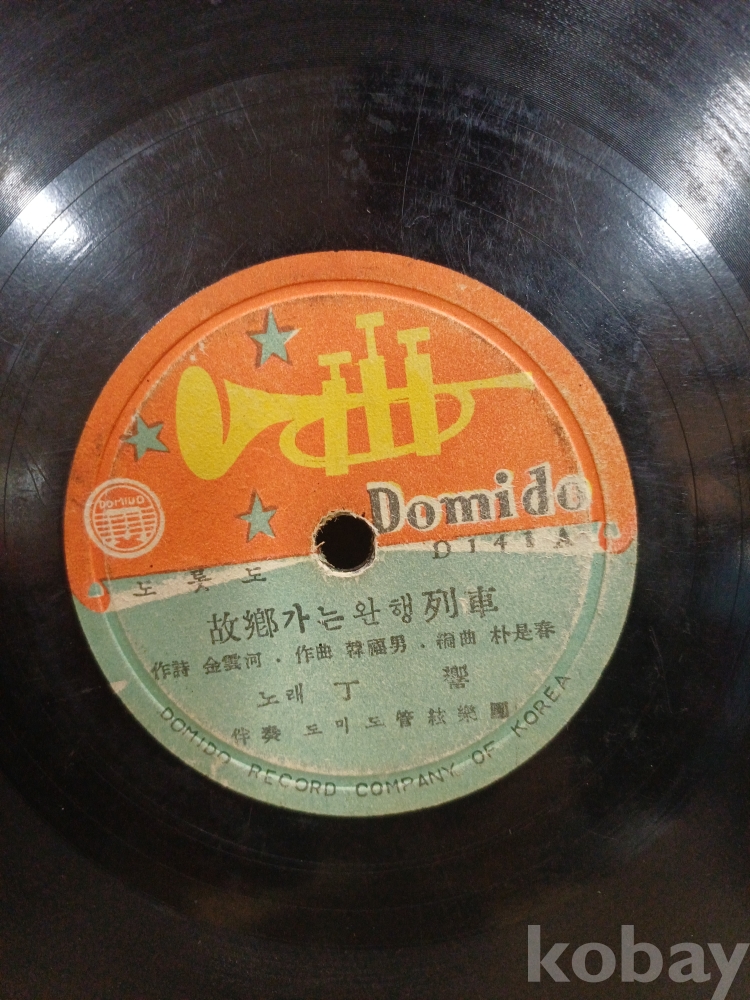 DOMIDO
Domido
D141A
도롯도
故鄕가는완행列車
作詩 金雲河 . 作曲 韓福男 . 編曲 朴是春
노래 丁 響
伴奏 도미도管絃樂團
DOMIDO RECORD COMPANY OF KOREA
kobay